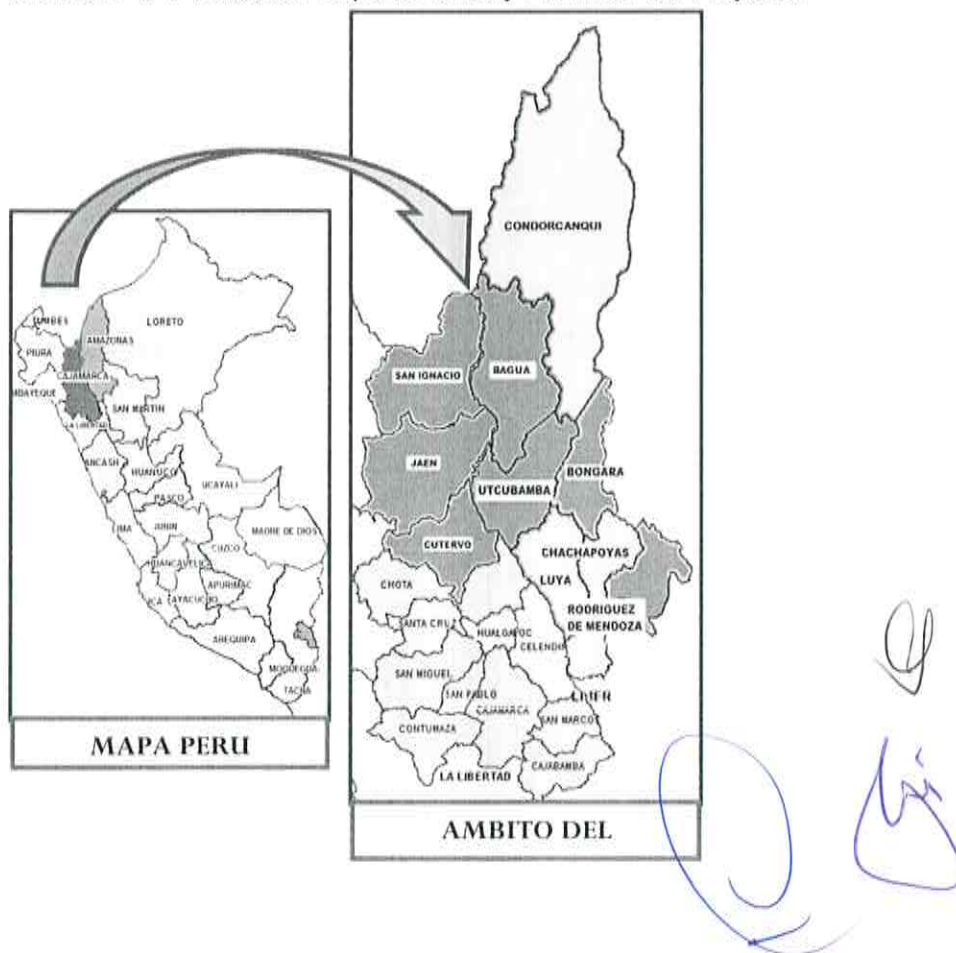 TUMBES
LORETO
AMAZONAS
PIURA
CAJAMARCA
MBAYEQUE
SAN MARTIN
LA LIBERTAD
ANCASH
HUANUCO
UCAYALI
PASCO
LIMA
JUNIN
MADRE DE DIOS
CUZCO
HUANCAVELICA
APURIMAC
ICA
AYACUCHO
AREQUIPA
MOQUEGUA
TACNA
MAPA PERU
CONDORCANQUI
SAN IGNACIO
BAGUA
JAEN
UTCUBAMBA
BONGARA
CUTERVO
CHACHAPOYAS
CHOTA
LUYA
RODRIGUEZ
DE MENDOZA
SANTA CRUZ
HUALGAYOC
CELENDIN
SAN MIGUEL
SAN PABLO
CAJAMARCA
SAN MARCO
CONTUMAZA
LA LIBERTAD
CAJABAMBA
AMBITO DEL